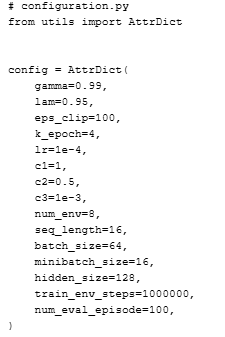 # configuration.py
from utils import AttrDict
config = AttrDict(
gamma=0.99,
lam=0.95,
eps_clip=100,
k_epoch=4,
lr=1e-4,
c1=1,
c2=0.5,
c3=1e-3,
num_env=8,
seq_length=16,
batch_size=64,
minibatch_size=16,
hidden_size=128,
train_env_steps=1000000,
num_eval_episode=100,
)